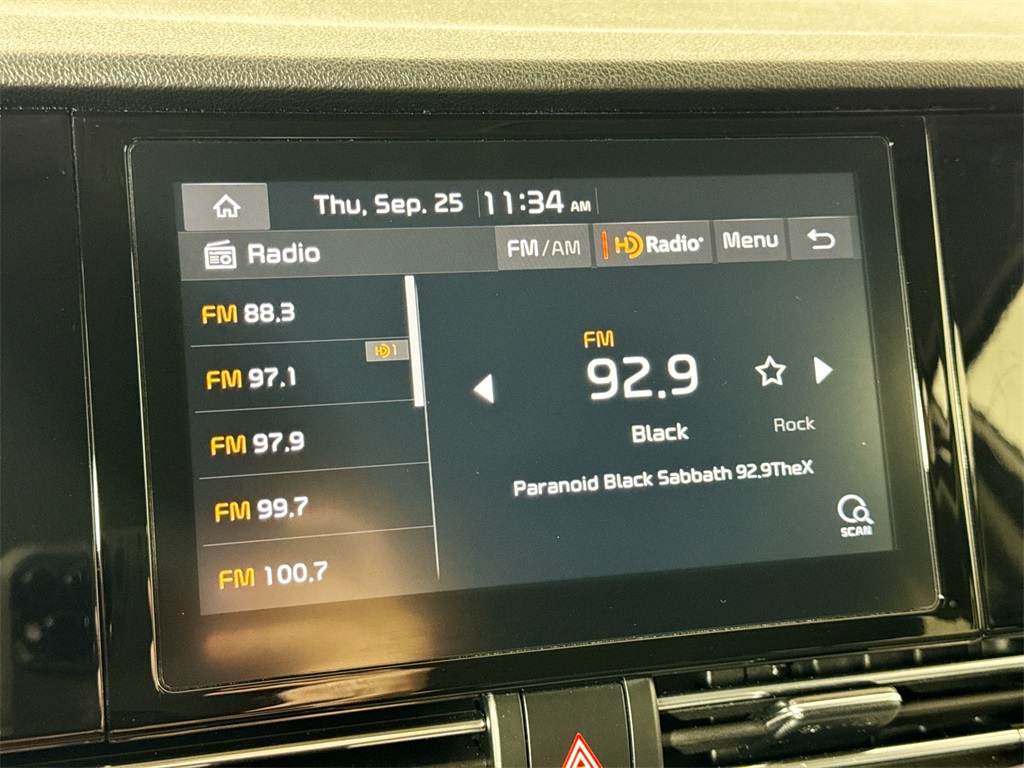 Thu, Sep. 25 11:34 AM
Radio FM/AM HD Radio® Menu
FM 88.3
HD1
FM 97.1
FM 97.9
FM 99.7
FM 100.7
FM
92.9
Black
Rock
Paranoid Black Sabbath 92.9TheX
SCAN